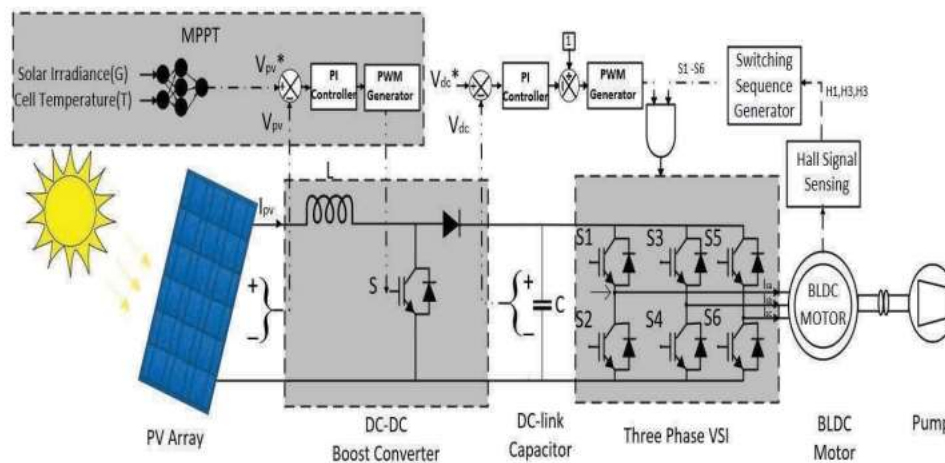 MPPT
Solar Irradiance(G)
Cell Temperature(T)
Vpv*
Vpv
PI
Controller
PWM
Generator
Vdc*
Vdc
PI
Controller
1
PWM
Generator
S1 -S6
Switching
Sequence
Generator
H1,H3,H3
Hall Signal
Sensing
Ipv
L
S
+
−
+
−
C
S1
S3
S5
S2
S4
S6
BLDC
MOTOR
PV Array
DC-DC
Boost Converter
DC-link
Capacitor
Three Phase VSI
BLDC
Motor
Pump